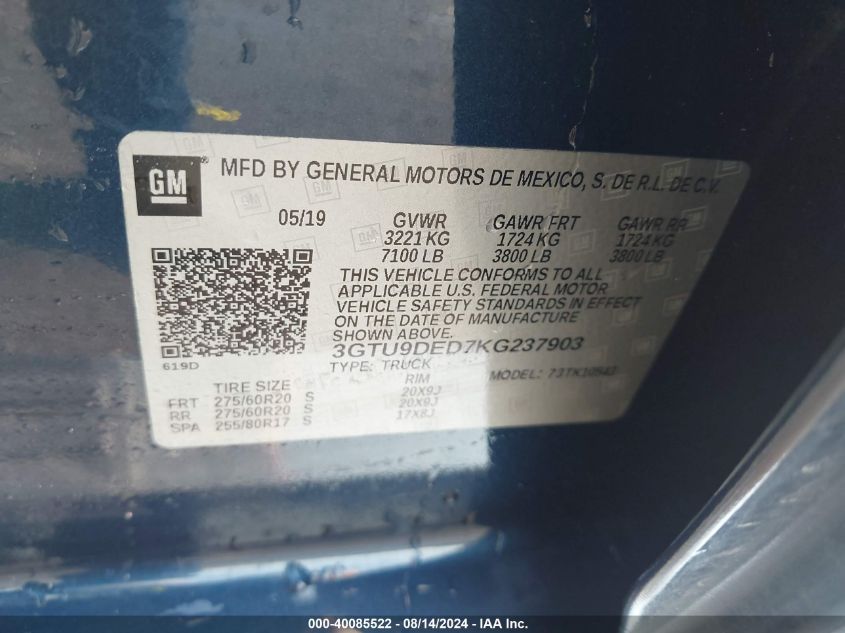 GM
MFD BY GENERAL MOTORS DE MEXICO, S. DE R.L. DE C.V.
05/19 GVWR GAWR FRT GAWR RR
3221 KG 1724 KG 1724 KG
7100 LB 3800 LB 3800 LB
THIS VEHICLE CONFORMS TO ALL
APPLICABLE U.S. FEDERAL MOTOR
VEHICLE SAFETY STANDARDS IN EFFECT
ON THE DATE OF MANUFACTURE
SHOWN ABOVE.
619D
3GTU9DED7KG237903
TYPE: TRUCK MODEL: 73TK10543
TIRE SIZE RIM
FRT 275/60R20 S 20X9J
RR 275/60R20 S 20X9J
SPA 255/80R17 S 17X8J
000-40085522 - 08/14/2024 - IAA Inc.